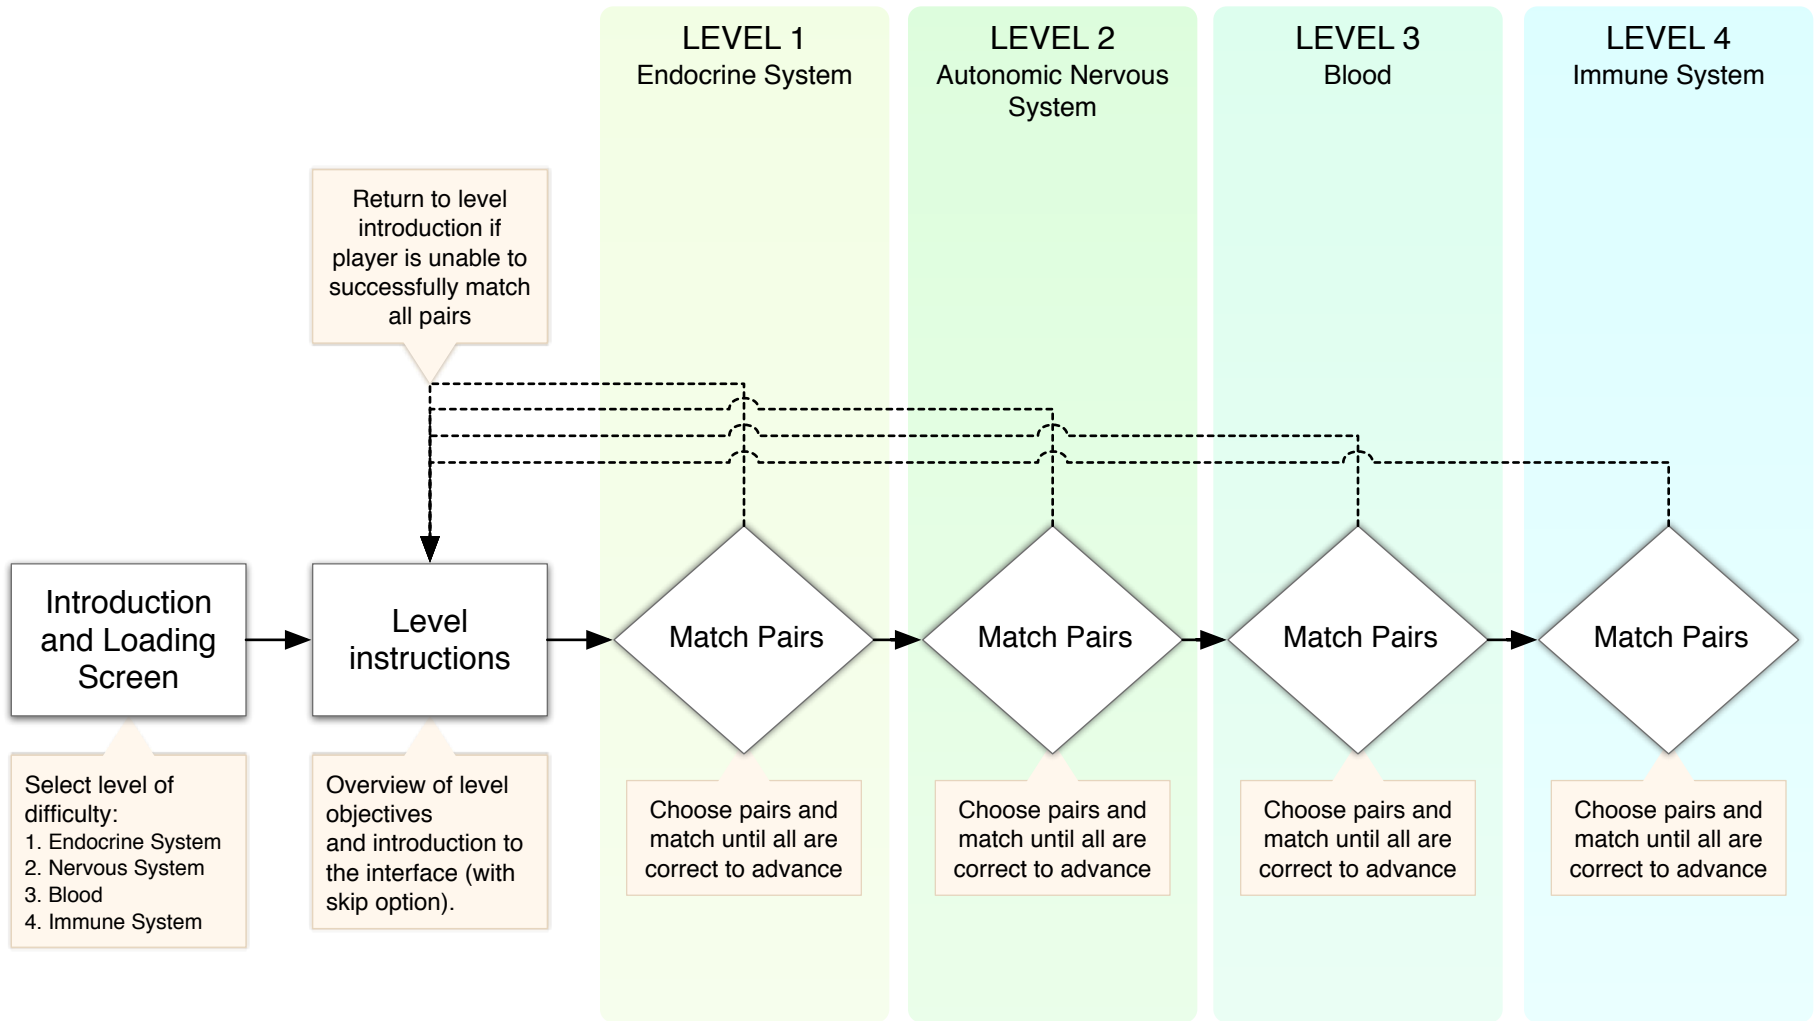 LEVEL 1
Endocrine System
LEVEL 2
Autonomic Nervous
System
LEVEL 3
Blood
LEVEL 4
Immune System
Return to level
introduction if
player is unable to
successfully match
all pairs
Introduction
and Loading
Screen
Level
instructions
Match Pairs
Match Pairs
Match Pairs
Match Pairs
Select level of
difficulty:
1. Endocrine System
2. Nervous System
3. Blood
4. Immune System
Overview of level
objectives
and introduction to
the interface (with
skip option).
Choose pairs and
match until all are
correct to advance
Choose pairs and
match until all are
correct to advance
Choose pairs and
match until all are
correct to advance
Choose pairs and
match until all are
correct to advance